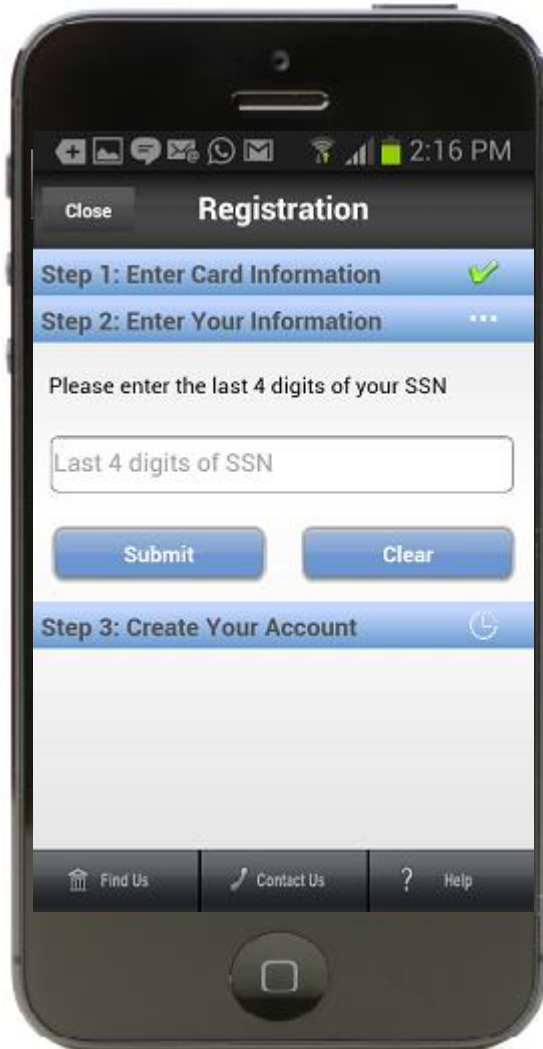 2:16 PM
Close Registration
Step 1: Enter Card Information
Step 2: Enter Your Information
Please enter the last 4 digits of your SSN
Last 4 digits of SSN
Submit Clear
Step 3: Create Your Account
Find Us Contact Us ? Help